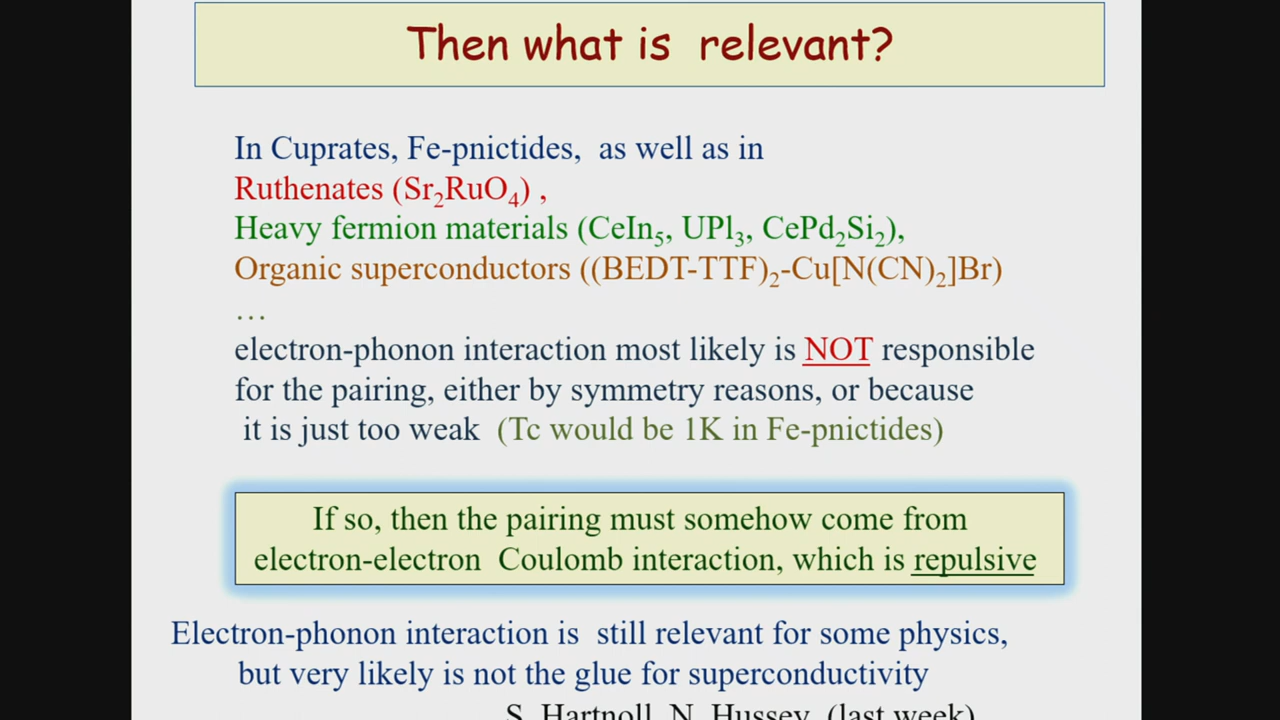 Then what is relevant?
In Cuprates, Fe-pnictides, as well as in
Ruthenates (Sr₂RuO₄) ,
Heavy fermion materials (CeIn₅, UPl₃, CePd₂Si₂),
Organic superconductors ((BEDT-TTF)₂-Cu[N(CN)₂]Br)
…
electron-phonon interaction most likely is NOT responsible
for the pairing, either by symmetry reasons, or because
it is just too weak (Tc would be 1K in Fe-pnictides)
If so, then the pairing must somehow come from
electron-electron Coulomb interaction, which is repulsive
Electron-phonon interaction is still relevant for some physics,
but very likely is not the glue for superconductivity
S. Hartnoll, N. Hussey (last week)